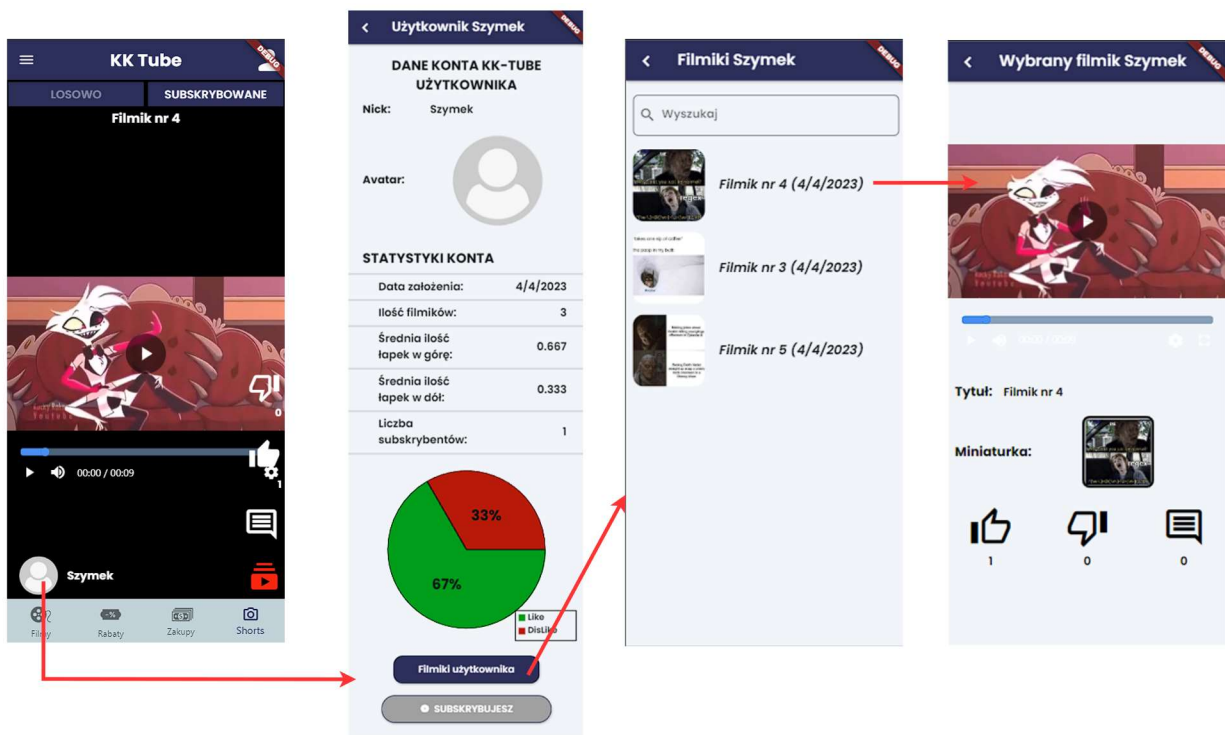 KK Tube
DEBUG
LOSOWO
SUBSKRYBOWANE
Filmik nr 4
0
00:00 / 00:09
1
Szymek
Filmy
Rabaty
Zakupy
Shorts
Użytkownik Szymek
DEBUG
DANE KONTA KK-TUBE
UŻYTKOWNIKA
Nick: Szymek
Avatar:
STATYSTYKI KONTA
Data założenia: 4/4/2023
Ilość filmików: 3
Średnia ilość
łapek w górę: 0.667
Średnia ilość
łapek w dół: 0.333
Liczba
subskrybentów: 1
33%
67%
Like
DisLike
Filmiki użytkownika
SUBSKRYBUJESZ
Filmiki Szymek
DEBUG
Wyszukaj
Filmik nr 4 (4/4/2023)
Filmik nr 3 (4/4/2023)
Filmik nr 5 (4/4/2023)
Wybrany filmik Szymek
DEBUG
Tytuł: Filmik nr 4
Miniaturka:
1
0
0